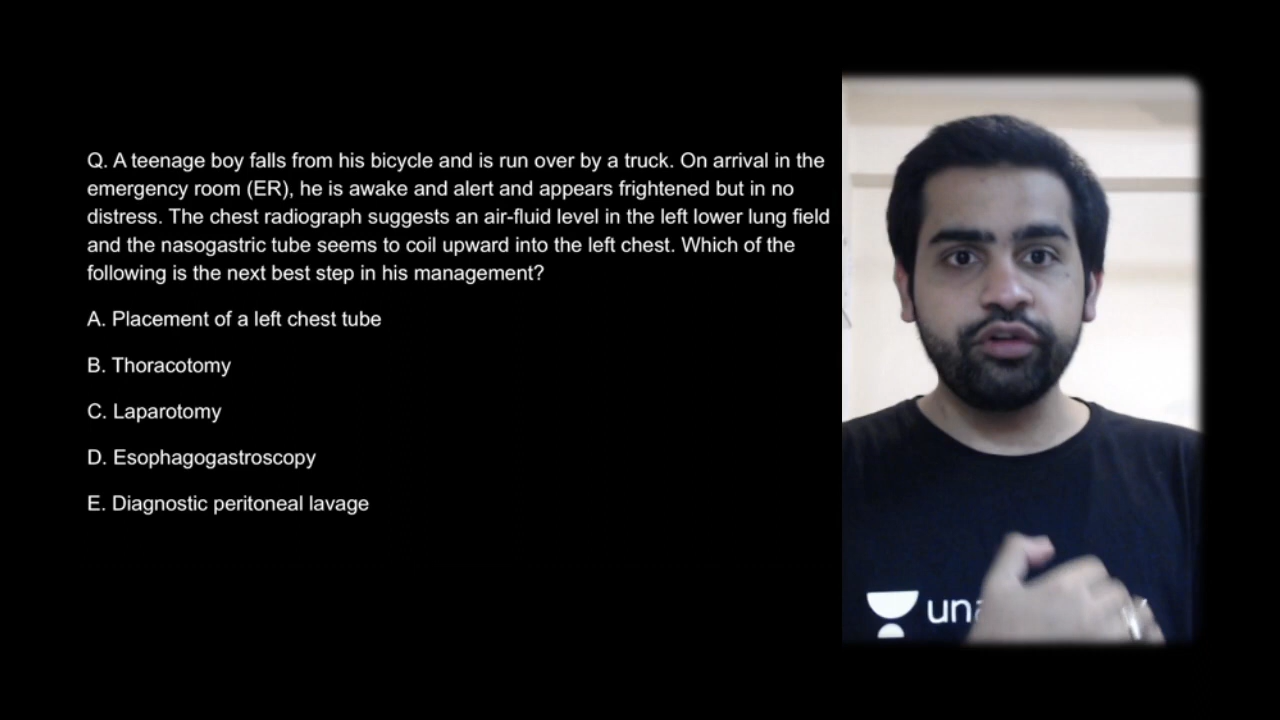 Q. A teenage boy falls from his bicycle and is run over by a truck. On arrival in the
emergency room (ER), he is awake and alert and appears frightened but in no
distress. The chest radiograph suggests an air-fluid level in the left lower lung field
and the nasogastric tube seems to coil upward into the left chest. Which of the
following is the next best step in his management?
A. Placement of a left chest tube
B. Thoracotomy
C. Laparotomy
D. Esophagogastroscopy
E. Diagnostic peritoneal lavage